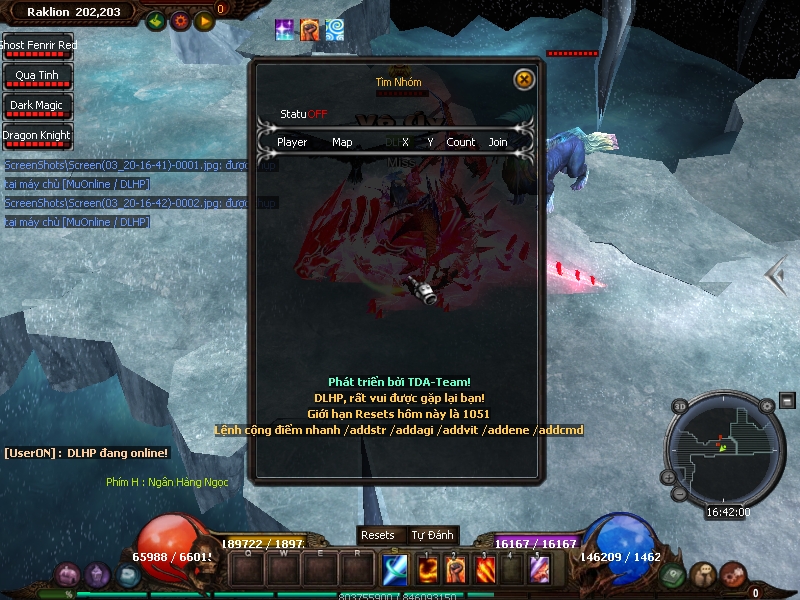 Raklion 202,203
0
Ghost Fenrir Red
Qua Tinh
Dark Magic
Dragon Knight
ScreenShots\Screen(03_20-16-41)-0001.jpg: được
tại máy chủ [MuOnline / DLHP]
ScreenShots\Screen(03_20-16-42)-0002.jpg: được
tại máy chủ [MuOnline / DLHP]
Tìm Nhóm
Statu OFF
Player Map X Y Count Join
Miss
Phát triển bởi TDA-Team!
DLHP, rất vui được gặp lại bạn!
Giới hạn Resets hôm này là 1051
Lệnh cộng điểm nhanh /addstr /addagi /addvit /addene /addcmd
[UserON] : DLHP đang online!
Phím H : Ngân Hàng Ngọc
3D
16:42:00
Resets Tự Đánh
189722 / 1897
16167 / 16167
65988 / 6601
146209 / 1462
Q W E R S 1 2 3 4 5
%
803755900 / 846093150
0